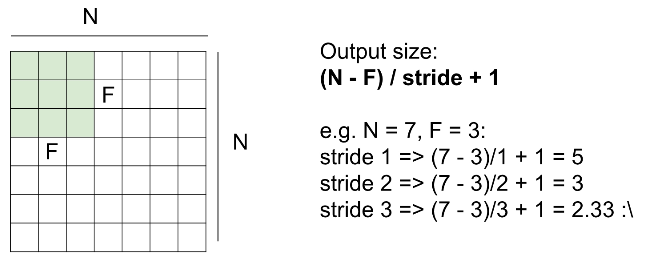 N
F
F
N
Output size:
(N - F) / stride + 1
e.g. N = 7, F = 3:
stride 1 => (7 - 3)/1 + 1 = 5
stride 2 => (7 - 3)/2 + 1 = 3
stride 3 => (7 - 3)/3 + 1 = 2.33 :\